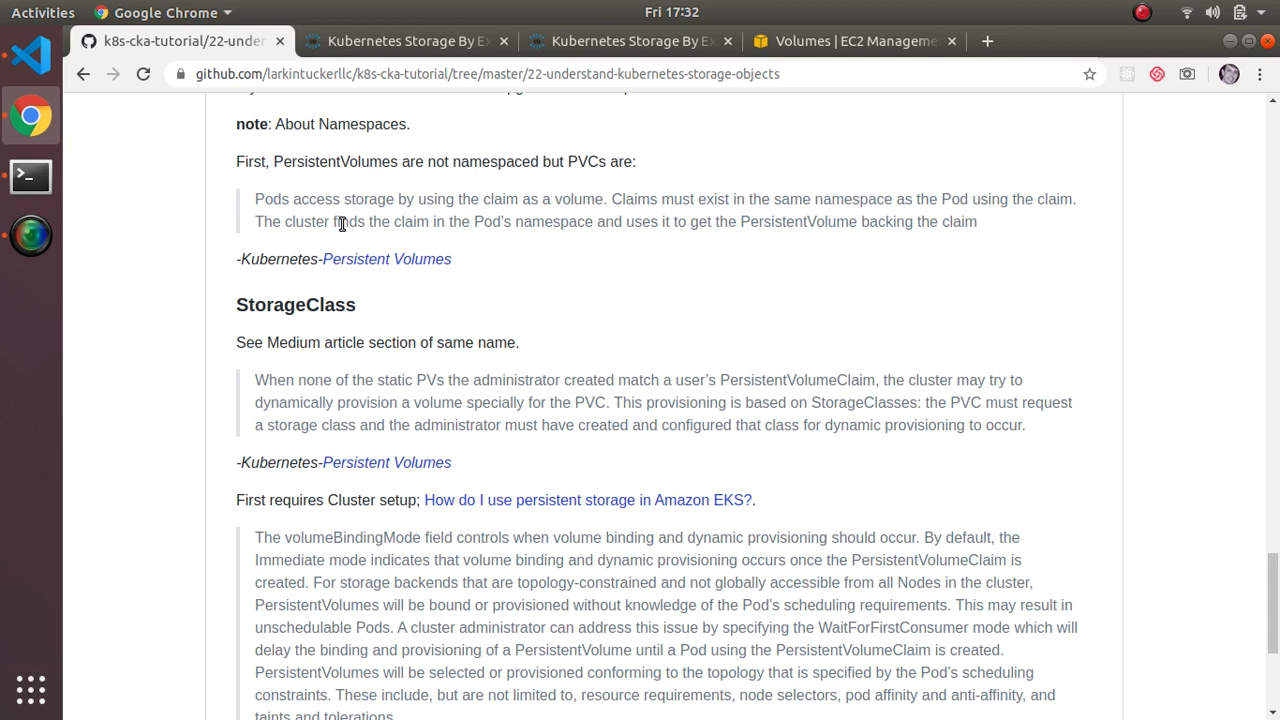 Activities
Google Chrome
Fri 17:32
k8s-cka-tutorial/22-under
Kubernetes Storage By Ex
Kubernetes Storage By Ex
Volumes | EC2 Manageme
github.com/larkintuckerllc/k8s-cka-tutorial/tree/master/22-understand-kubernetes-storage-objects
note: About Namespaces.
First, PersistentVolumes are not namespaced but PVCs are:
Pods access storage by using the claim as a volume. Claims must exist in the same namespace as the Pod using the claim.
The cluster finds the claim in the Pod's namespace and uses it to get the PersistentVolume backing the claim
-Kubernetes-Persistent Volumes
StorageClass
See Medium article section of same name.
When none of the static PVs the administrator created match a user's PersistentVolumeClaim, the cluster may try to
dynamically provision a volume specially for the PVC. This provisioning is based on StorageClasses: the PVC must request
a storage class and the administrator must have created and configured that class for dynamic provisioning to occur.
-Kubernetes-Persistent Volumes
First requires Cluster setup; How do I use persistent storage in Amazon EKS?.
The volumeBindingMode field controls when volume binding and dynamic provisioning should occur. By default, the
Immediate mode indicates that volume binding and dynamic provisioning occurs once the PersistentVolumeClaim is
created. For storage backends that are topology-constrained and not globally accessible from all Nodes in the cluster,
PersistentVolumes will be bound or provisioned without knowledge of the Pod's scheduling requirements. This may result in
unschedulable Pods. A cluster administrator can address this issue by specifying the WaitForFirstConsumer mode which will
delay the binding and provisioning of a PersistentVolume until a Pod using the PersistentVolumeClaim is created.
PersistentVolumes will be selected or provisioned conforming to the topology that is specified by the Pod's scheduling
constraints. These include, but are not limited to, resource requirements, node selectors, pod affinity and anti-affinity, and
taints and tolerations.